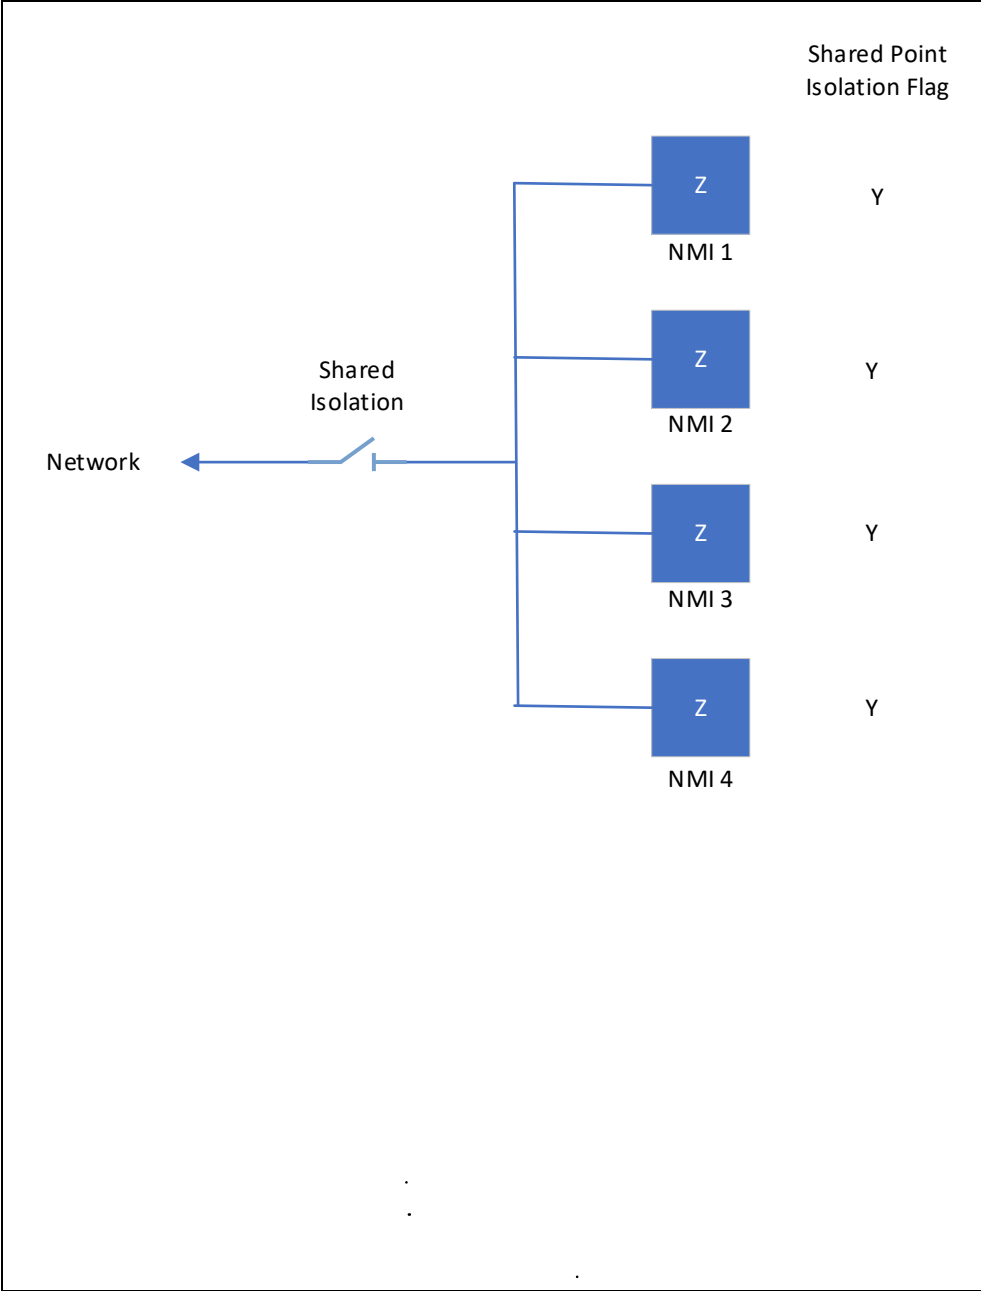 Shared Point
Isolation Flag
Z
Y
NMI 1
Z
Y
NMI 2
Shared
Isolation
Network
Z
Y
NMI 3
Z
Y
NMI 4
.
.
.